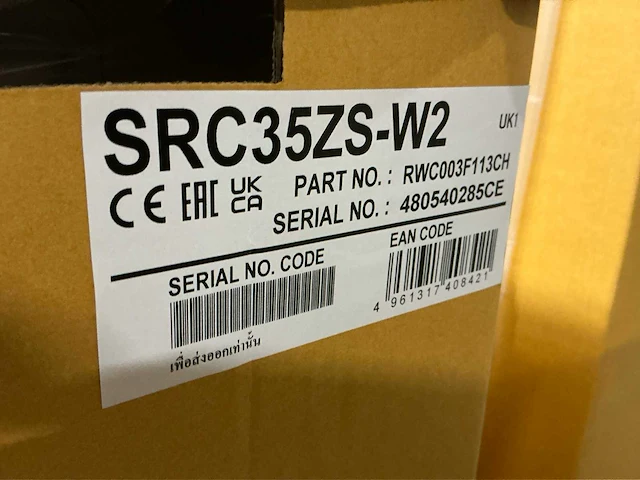 SRC35ZS-W2
UK1
CE EAC UK CA
PART NO. : RWC003F113CH
SERIAL NO. : 480540285CE
SERIAL NO. CODE
EAN CODE
4 961317 408421
เพื่อส่งออกเท่านั้น